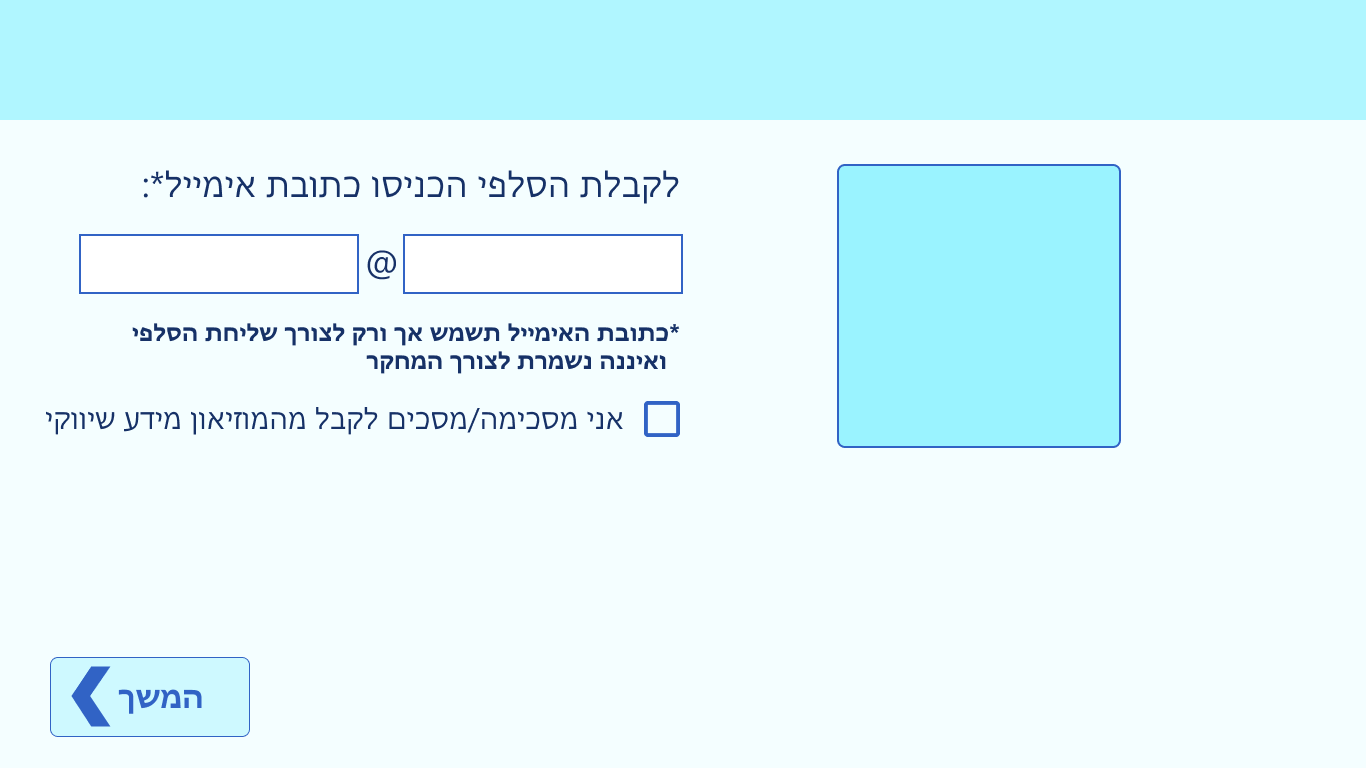 לקבלת הסלפי הכניסו כתובת אימייל*:
@
*כתובת האימייל תשמש אך ורק לצורך שליחת הסלפי
ואיננה נשמרת לצורך המחקר
אני מסכימה/מסכים לקבל מהמוזיאון מידע שיווקי
המשך